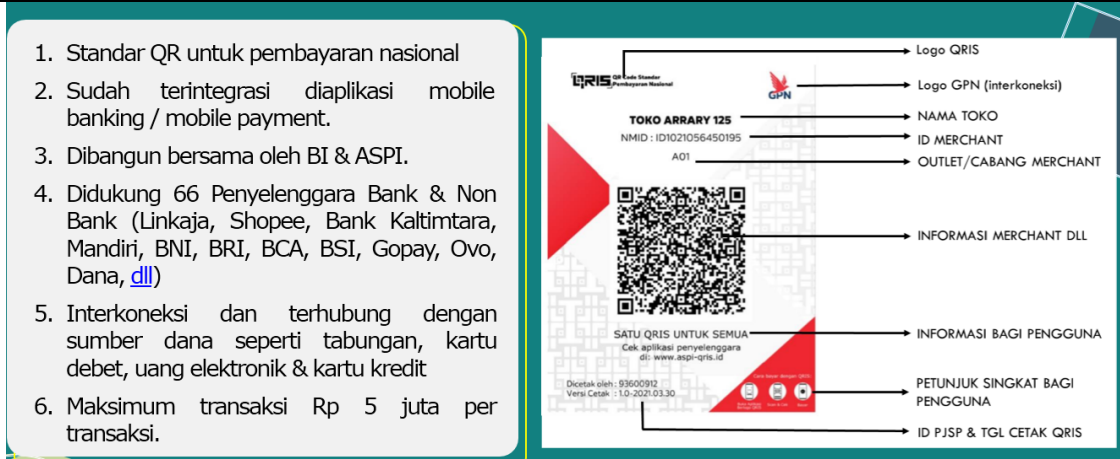 1. Standar QR untuk pembayaran nasional
2. Sudah terintegrasi diaplikasi mobile
banking / mobile payment.
3. Dibangun bersama oleh BI & ASPI.
4. Didukung 66 Penyelenggara Bank & Non
Bank (Linkaja, Shopee, Bank Kaltimtara,
Mandiri, BNI, BRI, BCA, BSI, Gopay, Ovo,
Dana, dll)
5. Interkoneksi dan terhubung dengan
sumber dana seperti tabungan, kartu
debet, uang elektronik & kartu kredit
6. Maksimum transaksi Rp 5 juta per
transaksi.
QRIS
QR Code Standar
Pembayaran Nasional
GPN
TOKO ARRARY 125
NMID : ID1021056450195
A01
SATU QRIS UNTUK SEMUA
Cek aplikasi penyelenggara
di: www.aspi-qris.id
Dicetak oleh : 93600912
Versi Cetak : 1.0-2021.03.30
Logo QRIS
Logo GPN (interkoneksi)
NAMA TOKO
ID MERCHANT
OUTLET/CABANG MERCHANT
INFORMASI MERCHANT DLL
INFORMASI BAGI PENGGUNA
PETUNJUK SINGKAT BAGI
PENGGUNA
ID PJSP & TGL CETAK QRIS